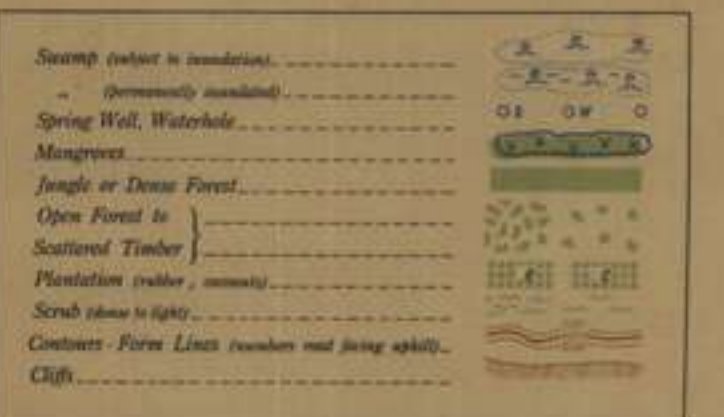 Swamp (subject to inundation)
„ (permanently inundated)
Spring Well, Waterhole
O S O W O
Mangroves
Jungle or Dense Forest
Open Forest to
Scattered Timber
Plantation (rubber, coconuts)
R C
Scrub (dense to light)
Contours - Form Lines (numbers read facing uphill)
Cliffs